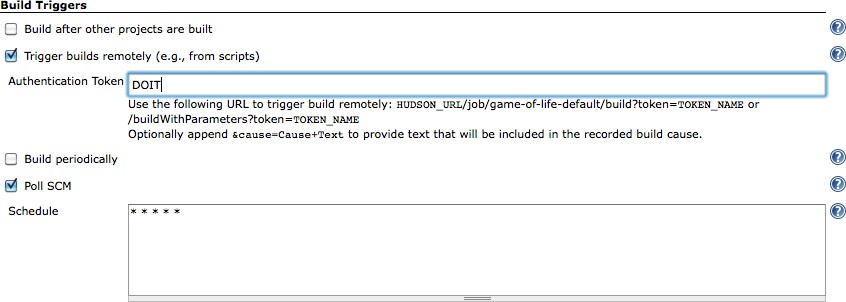 Build Triggers
Build after other projects are built
Trigger builds remotely (e.g., from scripts)
Authentication Token DOIT
Use the following URL to trigger build remotely: HUDSON_URL/job/game-of-life-default/build?token=TOKEN_NAME or
/buildWithParameters?token=TOKEN_NAME
Optionally append &cause=Cause+Text to provide text that will be included in the recorded build cause.
Build periodically
Poll SCM
Schedule * * * * *